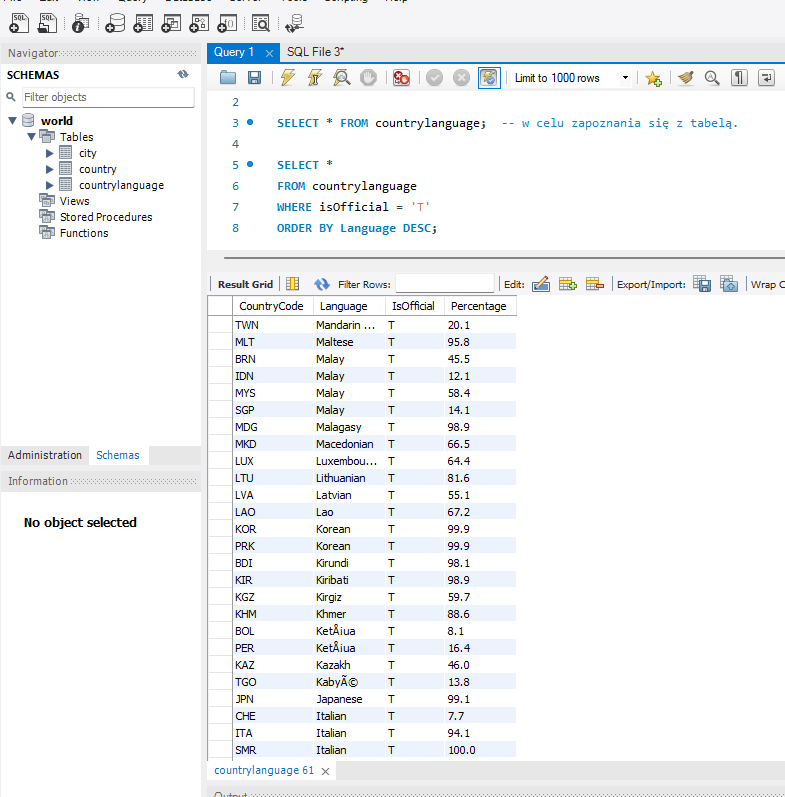 Query 1 × SQL File 3*
Navigator
SCHEMAS
Filter objects
world
Tables
city
country
countrylanguage
Views
Stored Procedures
Functions
Administration Schemas
Information
No object selected
Limit to 1000 rows
2
3 SELECT * FROM countrylanguage; -- w celu zapoznania się z tabelą.
4
5 SELECT *
6 FROM countrylanguage
7 WHERE isOfficial = 'T'
8 ORDER BY Language DESC;
Result Grid Filter Rows: Edit: Export/Import: Wrap C
CountryCode Language IsOfficial Percentage
TWN Mandarin ... T 20.1
MLT Maltese T 95.8
BRN Malay T 45.5
IDN Malay T 12.1
MYS Malay T 58.4
SGP Malay T 14.1
MDG Malagasy T 98.9
MKD Macedonian T 66.5
LUX Luxembou... T 64.4
LTU Lithuanian T 81.6
LVA Latvian T 55.1
LAO Lao T 67.2
KOR Korean T 99.9
PRK Korean T 99.9
BDI Kirundi T 98.1
KIR Kiribati T 98.9
KGZ Kirgiz T 59.7
KHM Khmer T 88.6
BOL KetÅiua T 8.1
PER KetÅiua T 16.4
KAZ Kazakh T 46.0
TGO KabyÃ© T 13.8
JPN Japanese T 99.1
CHE Italian T 7.7
ITA Italian T 94.1
SMR Italian T 100.0
countrylanguage 61 ×